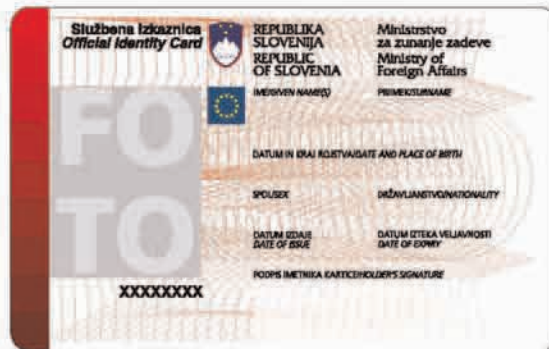 Službena Izkaznica
Official Identity Card
REPUBLIKA
SLOVENIJA
REPUBLIC
OF SLOVENIA
Ministrstvo
za zunanje zadeve
Ministry of
Foreign Affairs
IME/GIVEN NAME(S) PRIIMEK/SURNAME
DATUM IN KRAJ ROJSTVA/DATE AND PLACE OF BIRTH
SPOL/SEX DRŽAVLJANSTVO/NATIONALITY
DATUM IZDAJE DATUM IZTEKA VELJAVNOSTI
DATE OF ISSUE DATE OF EXPIRY
PODPIS IMETNIKA KARTICE/HOLDER'S SIGNATURE
FO
TO
XXXXXXXX